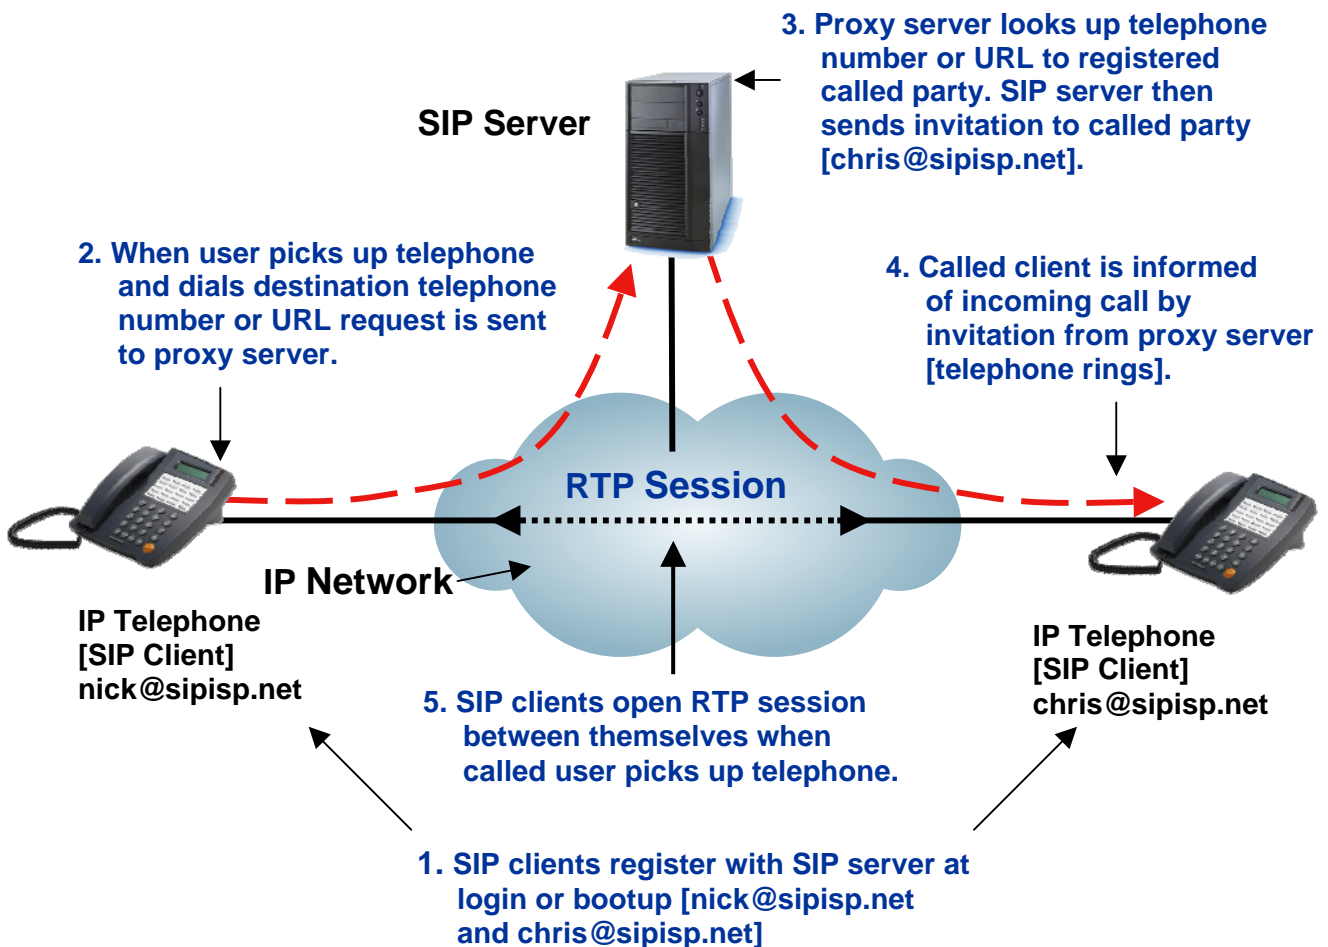 3. Proxy server looks up telephone
number or URL to registered
called party. SIP server then
sends invitation to called party
[chris@sipisp.net].
SIP Server
2. When user picks up telephone
and dials destination telephone
number or URL request is sent
to proxy server.
4. Called client is informed
of incoming call by
invitation from proxy server
[telephone rings].
RTP Session
IP Network
IP Telephone
[SIP Client]
nick@sipisp.net
IP Telephone
[SIP Client]
chris@sipisp.net
5. SIP clients open RTP session
between themselves when
called user picks up telephone.
1. SIP clients register with SIP server at
login or bootup [nick@sipisp.net
and chris@sipisp.net]